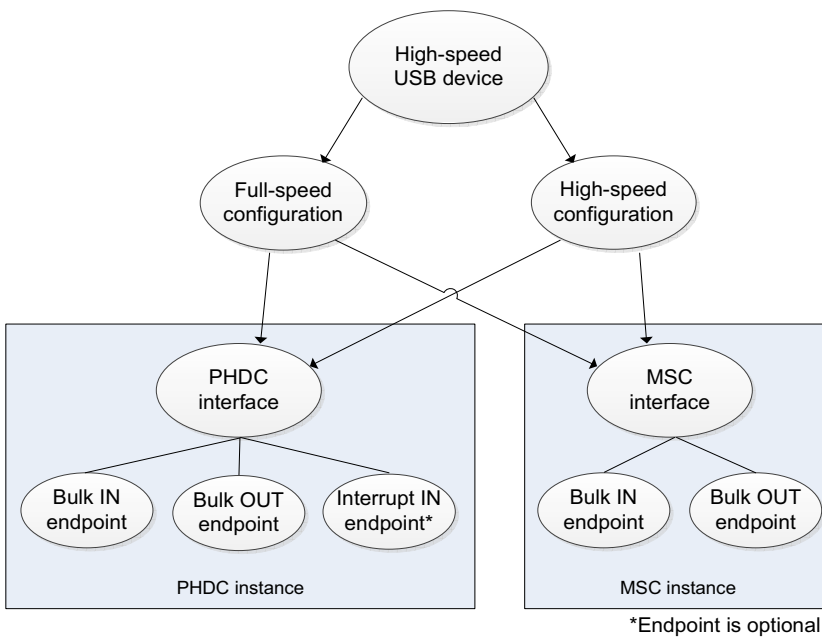 High-speed
USB device
Full-speed
configuration
High-speed
configuration
PHDC
interface
MSC
interface
Bulk IN
endpoint
Bulk OUT
endpoint
Interrupt IN
endpoint*
Bulk IN
endpoint
Bulk OUT
endpoint
PHDC instance
MSC instance
*Endpoint is optional